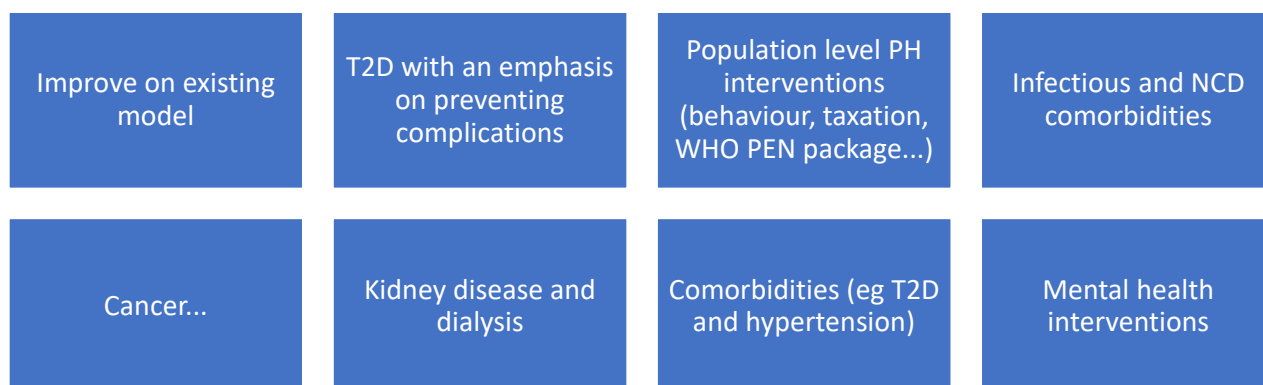 Improve on existing
model
T2D with an emphasis
on preventing
complications
Population level PH
interventions
(behaviour, taxation,
WHO PEN package...)
Infectious and NCD
comorbidities
Cancer...
Kidney disease and
dialysis
Comorbidities (eg T2D
and hypertension)
Mental health
interventions